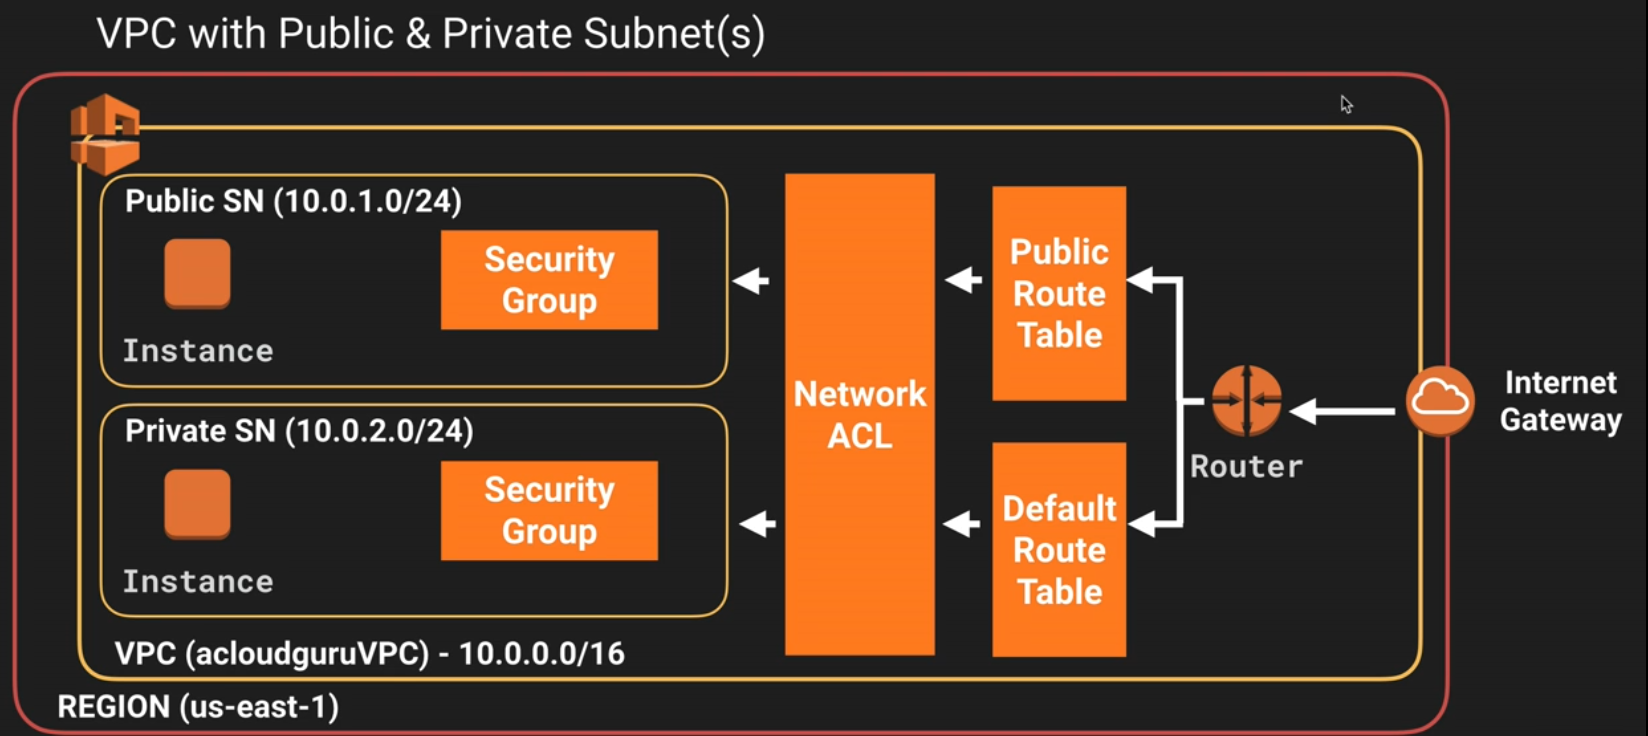 VPC with Public & Private Subnet(s)
Public SN (10.0.1.0/24)
Security
Group
Instance
Private SN (10.0.2.0/24)
Security
Group
Instance
VPC (acloudguruVPC) - 10.0.0.0/16
REGION (us-east-1)
Network
ACL
Public
Route
Table
Default
Route
Table
Router
Internet
Gateway